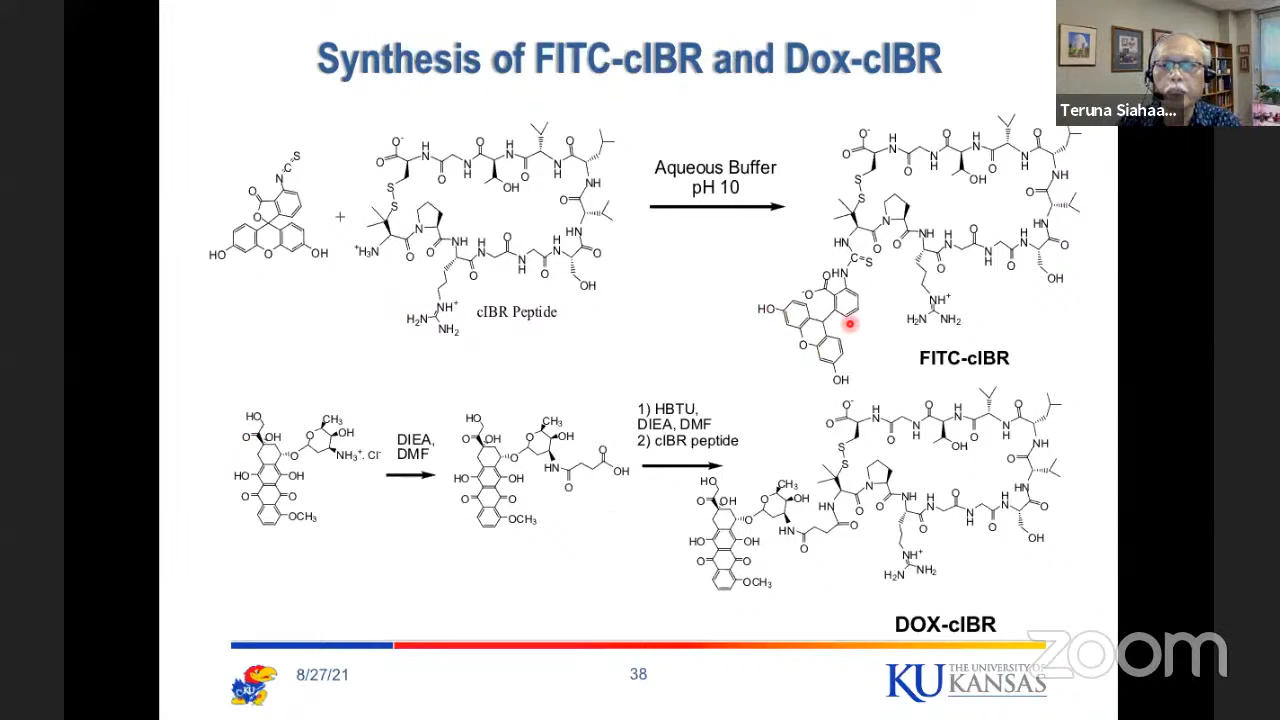 Synthesis of FITC-cIBR and Dox-cIBR
Teruna Siahaa...
Aqueous Buffer
pH 10
+
cIBR Peptide
FITC-cIBR
DIEA,
DMF
1) HBTU,
DIEA, DMF
2) cIBR peptide
DOX-cIBR
8/27/21
38
KU
THE UNIVERSITY OF
KANSAS
zoom